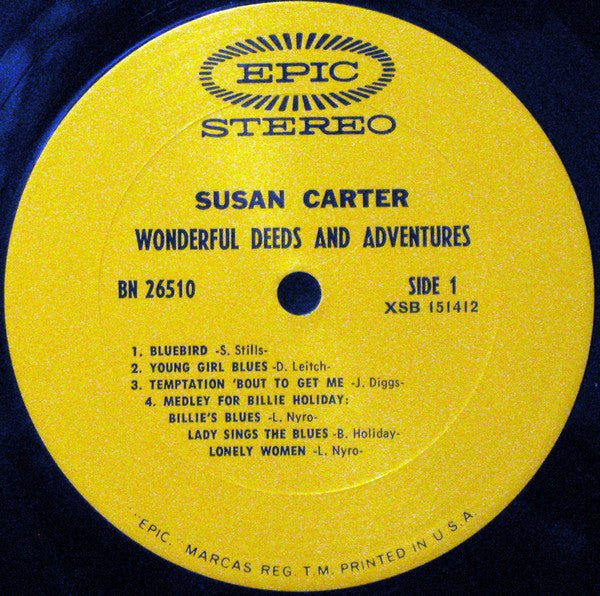 EPIC
STEREO
SUSAN CARTER
WONDERFUL DEEDS AND ADVENTURES
BN 26510
SIDE 1
XSB 151412
1. BLUEBIRD -S. Stills-
2. YOUNG GIRL BLUES -D. Leitch-
3. TEMPTATION 'BOUT TO GET ME -J. Diggs-
4. MEDLEY FOR BILLIE HOLIDAY:
BILLIE'S BLUES -L. Nyro-
LADY SINGS THE BLUES -B. Holiday-
LONELY WOMEN -L. Nyro-
"EPIC," MARCAS REG. T.M. PRINTED IN U.S.A.